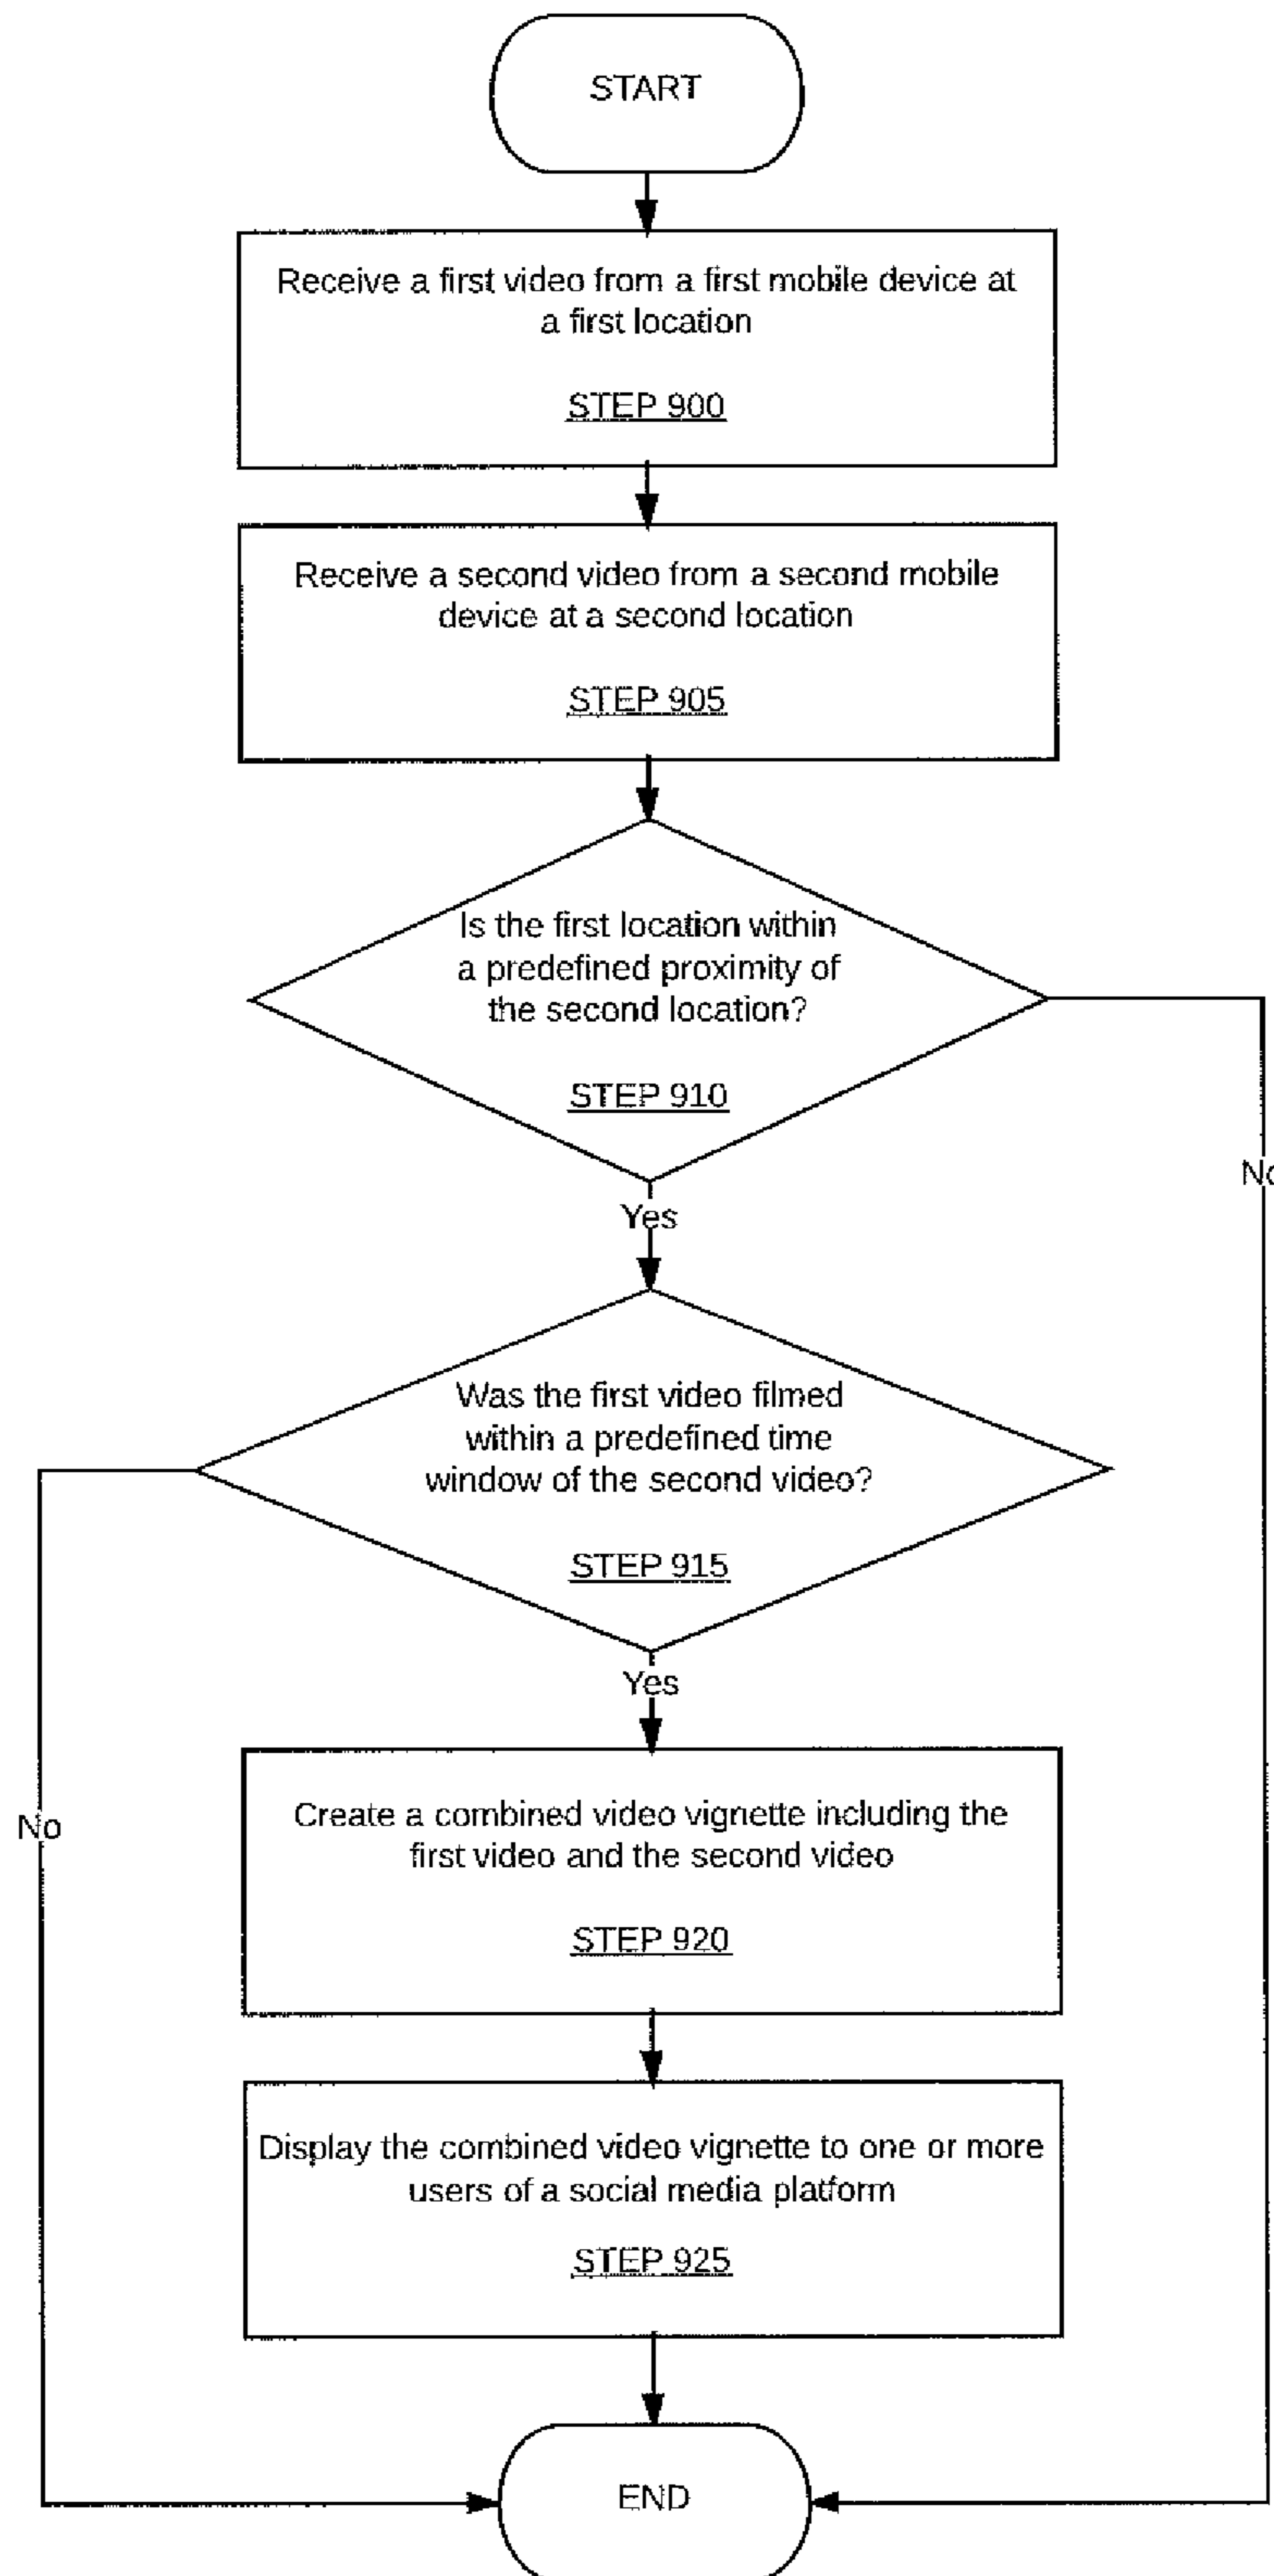 START
Receive a first video from a first mobile device at
a first location
STEP 900
Receive a second video from a second mobile
device at a second location
STEP 905
Is the first location within
a predefined proximity of
the second location?
STEP 910
No
Yes
Was the first video filmed
within a predefined time
window of the second video?
STEP 915
Yes
Create a combined video vignette including the
first video and the second video
STEP 920
No
Display the combined video vignette to one or more
users of a social media platform
STEP 925
END